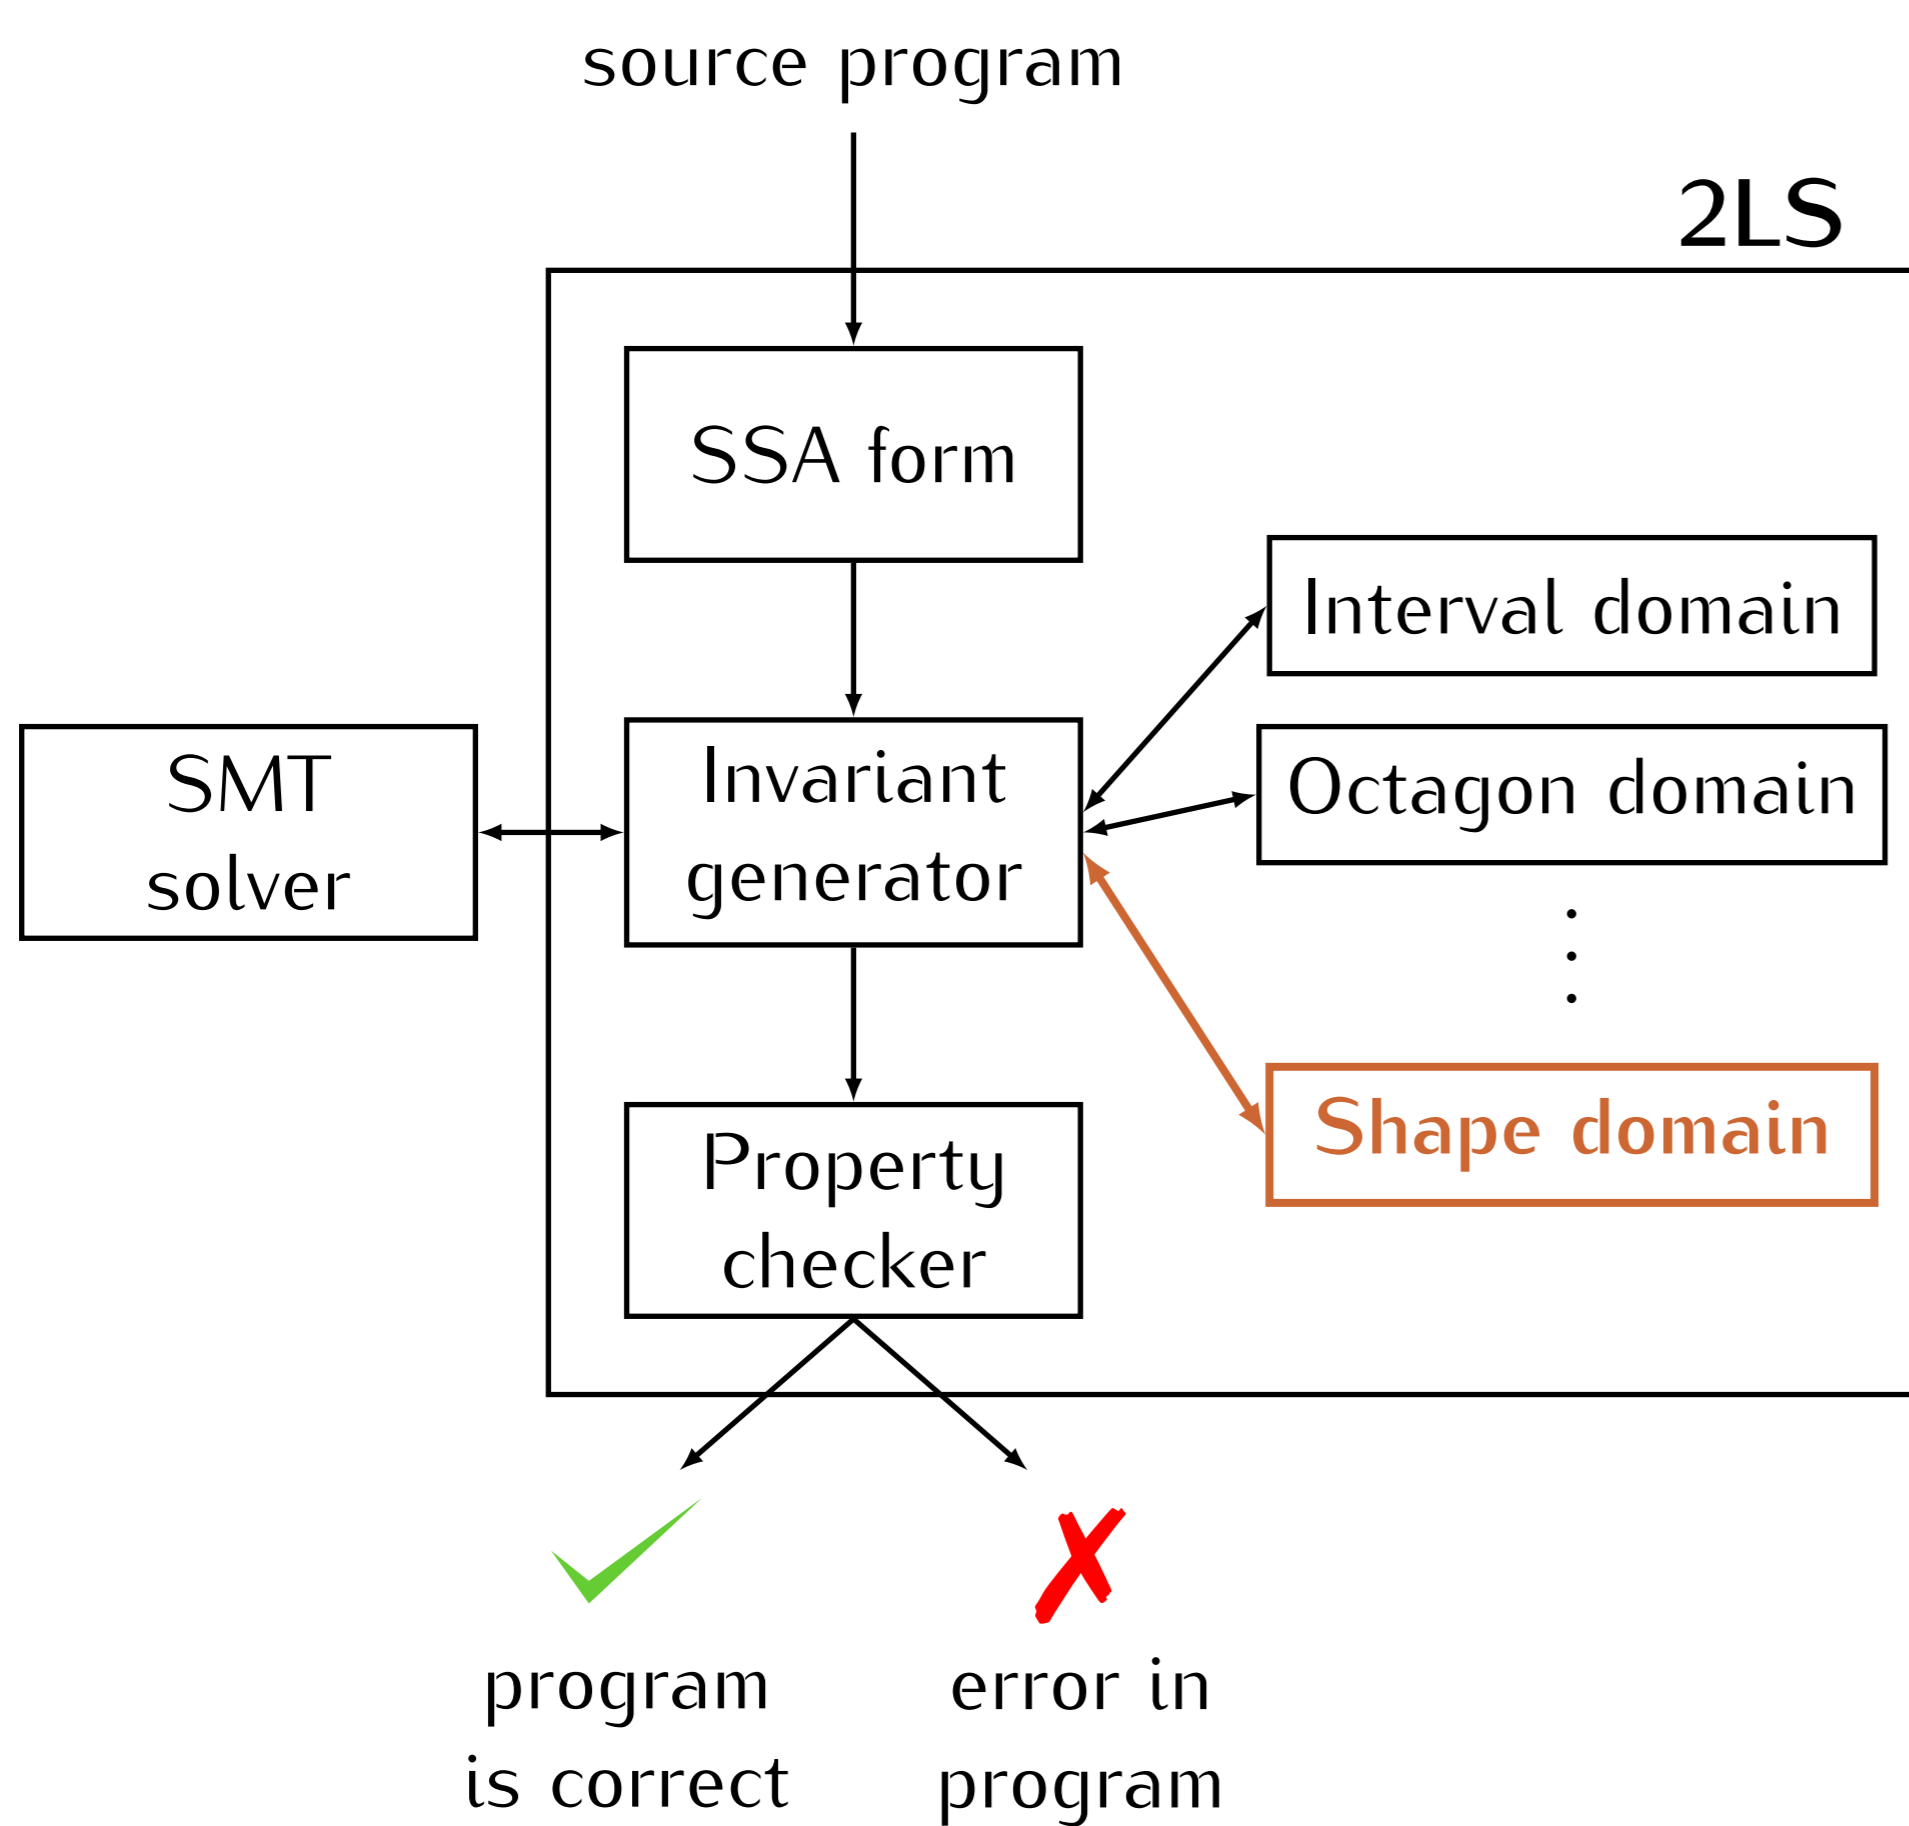 source program
2LS
SSA form
Interval domain
Octagon domain
SMT
solver
Invariant
generator
Shape domain
Property
checker
program
is correct
error in
program